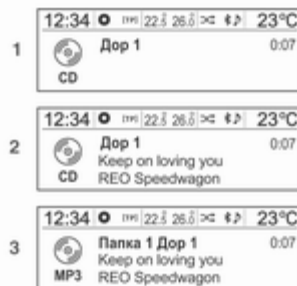 1
12:34 22.5 26.0 23°C
Дор 1 0:07
CD
2
12:34 22.5 26.0 23°C
Дор 1 0:07
Keep on loving you
CD REO Speedwagon
3
12:34 22.5 26.0 23°C
Папка 1 Дор 1 0:07
Keep on loving you
MP3 REO Speedwagon